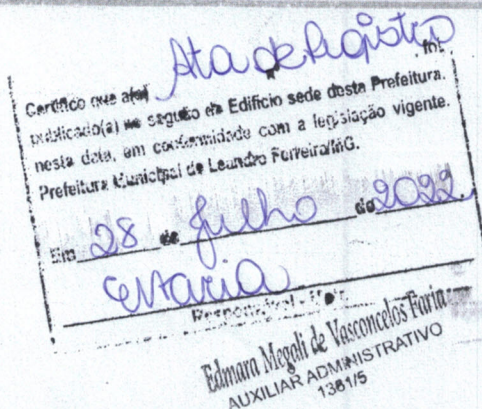 Certifico que a(o) Ata de Registro foi
publicado(a) no saguão do Edifício sede desta Prefeitura.
nesta data, em conformidade com a legislação vigente.
Prefeitura Municipal de Leandro Ferreira/MG.
Em 28 de Julho de 2022.
Responsável
Edmara Megali de Vasconcelos Faria
AUXILIAR ADMINISTRATIVO
1381/5